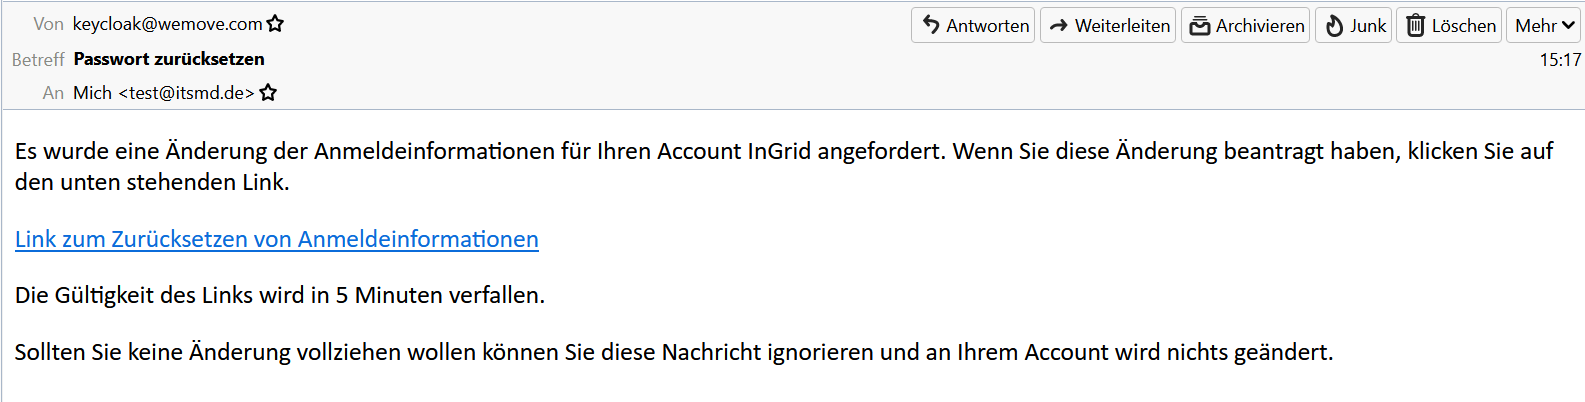 Von keycloak@wemove.com Antworten Weiterleiten Archivieren Junk Löschen Mehr
Betreff Passwort zurücksetzen 15:17
An Mich <test@itsmd.de>
Es wurde eine Änderung der Anmeldeinformationen für Ihren Account InGrid angefordert. Wenn Sie diese Änderung beantragt haben, klicken Sie auf
den unten stehenden Link.
Link zum Zurücksetzen von Anmeldeinformationen
Die Gültigkeit des Links wird in 5 Minuten verfallen.
Sollten Sie keine Änderung vollziehen wollen können Sie diese Nachricht ignorieren und an Ihrem Account wird nichts geändert.